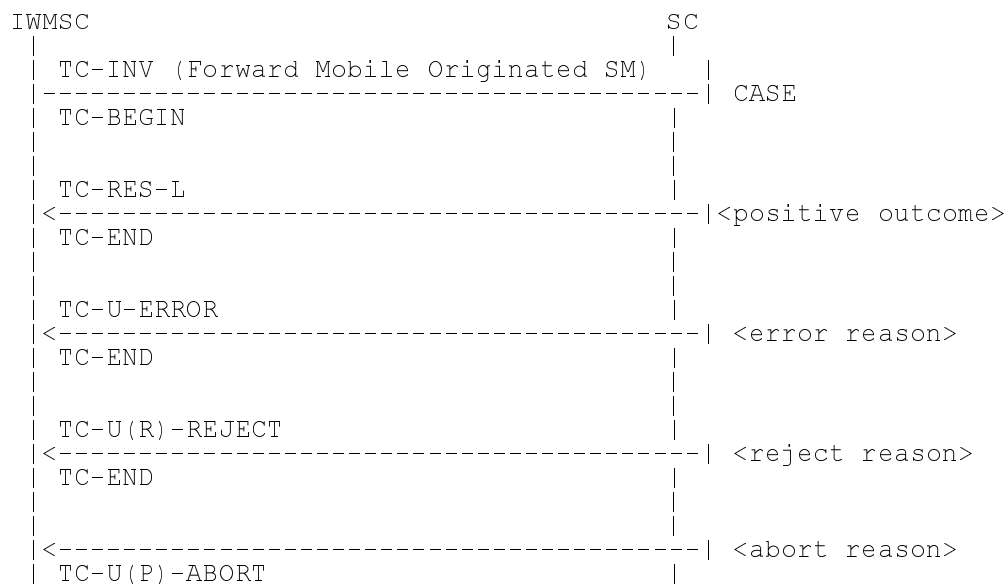 IWMSC SC
TC-INV (Forward Mobile Originated SM)
CASE
TC-BEGIN
TC-RES-L
<positive outcome>
TC-END
TC-U-ERROR
<error reason>
TC-END
TC-U(R)-REJECT
<reject reason>
TC-END
<abort reason>
TC-U(P)-ABORT